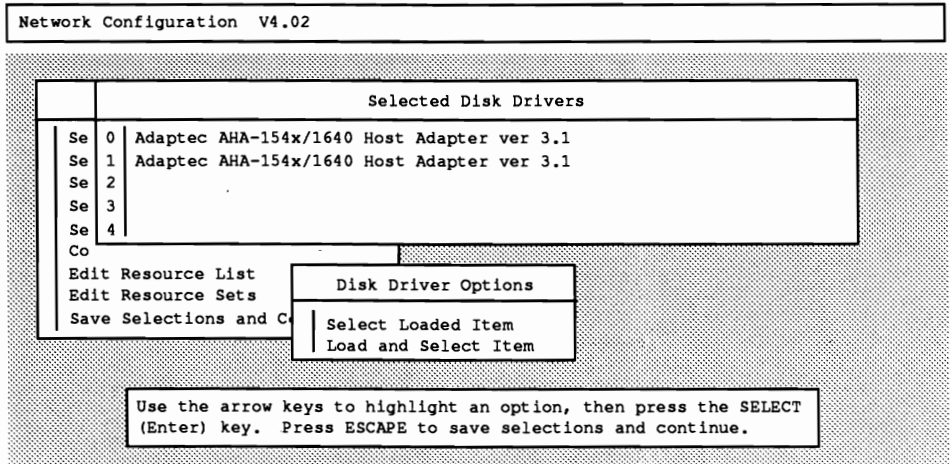 Network Configuration V4.02
Selected Disk Drivers
Se 0 Adaptec AHA-154x/1640 Host Adapter ver 3.1
Se 1 Adaptec AHA-154x/1640 Host Adapter ver 3.1
Se 2
Se 3
Se 4
Co
Edit Resource List
Edit Resource Sets
Save Selections and Co
Disk Driver Options
Select Loaded Item
Load and Select Item
Use the arrow keys to highlight an option, then press the SELECT
(Enter) key. Press ESCAPE to save selections and continue.